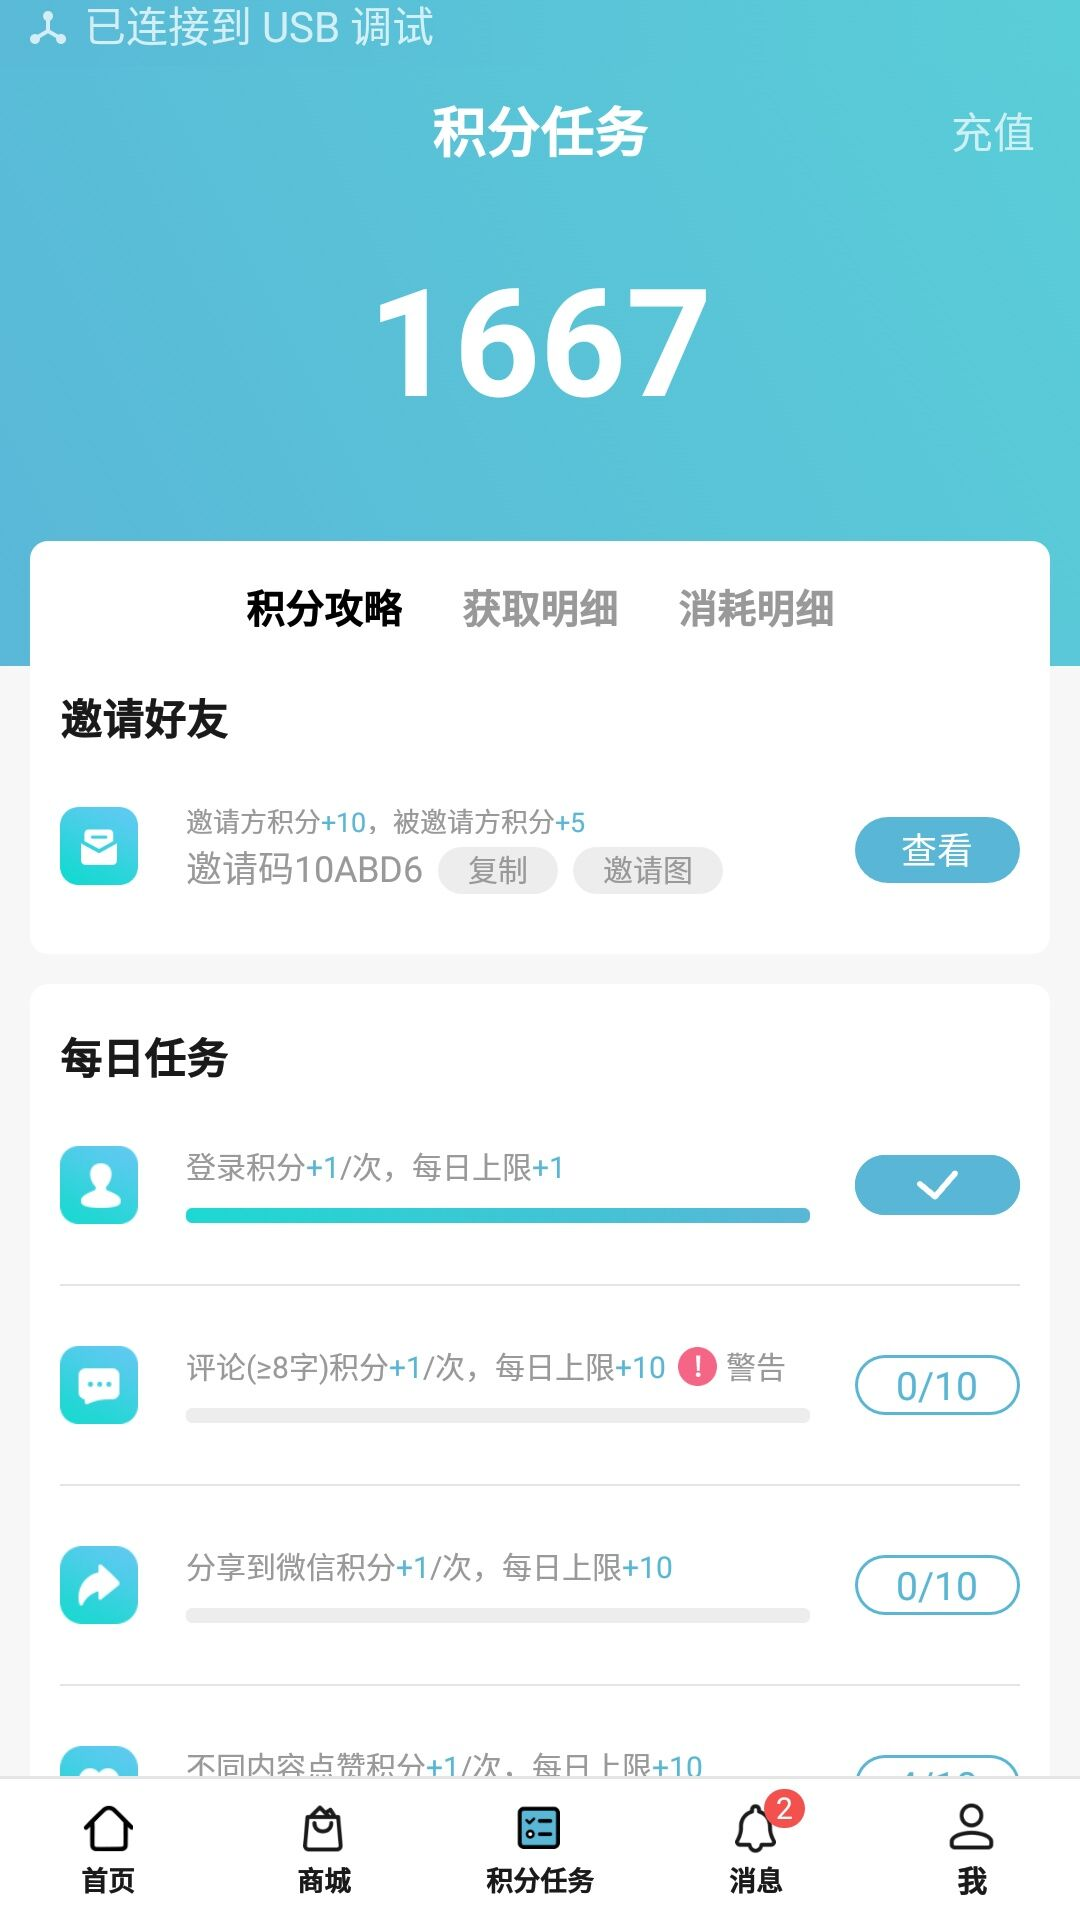 已连接到 USB 调试
积分任务
充值
1667
积分攻略 获取明细 消耗明细
邀请好友
邀请方积分+10，被邀请方积分+5
邀请码10ABD6 复制 邀请图
查看
每日任务
登录积分+1/次，每日上限+1
评论(≥8字)积分+1/次，每日上限+10 ! 警告
0/10
分享到微信积分+1/次，每日上限+10
0/10
不同内容点赞积分+1/次，每日上限+10
2
首页 商城 积分任务 消息 我